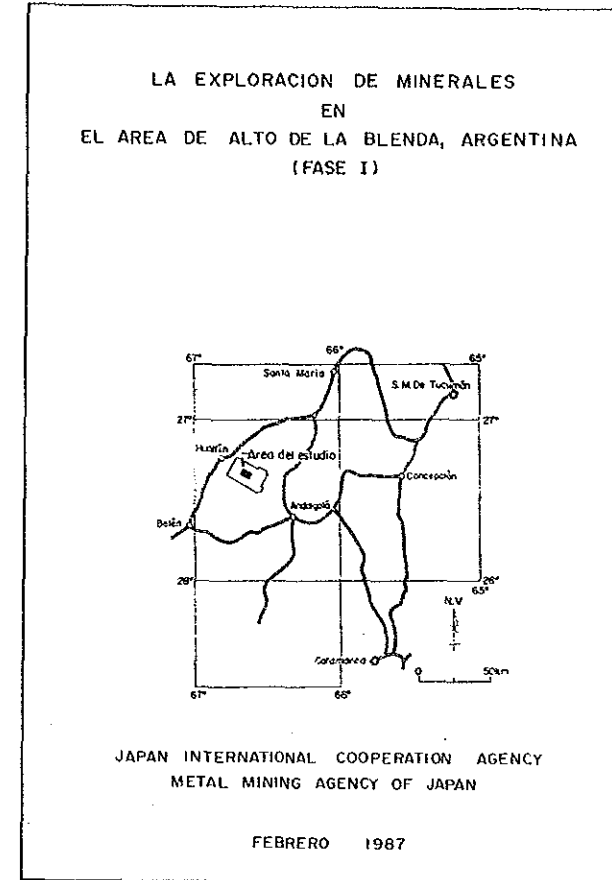 LA EXPLORACION DE MINERALES
EN
EL AREA DE ALTO DE LA BLENDA, ARGENTINA
(FASE I)
67°
66°
65°
Santa Maria
S.M. De Tucumán
27°
27°
Hualfin
Area del estudio
Concepción
Andalgalá
Belén
28°
65°
N.V
Catamarca
0
50km
67°
66°
JAPAN INTERNATIONAL COOPERATION AGENCY
METAL MINING AGENCY OF JAPAN
FEBRERO 1987